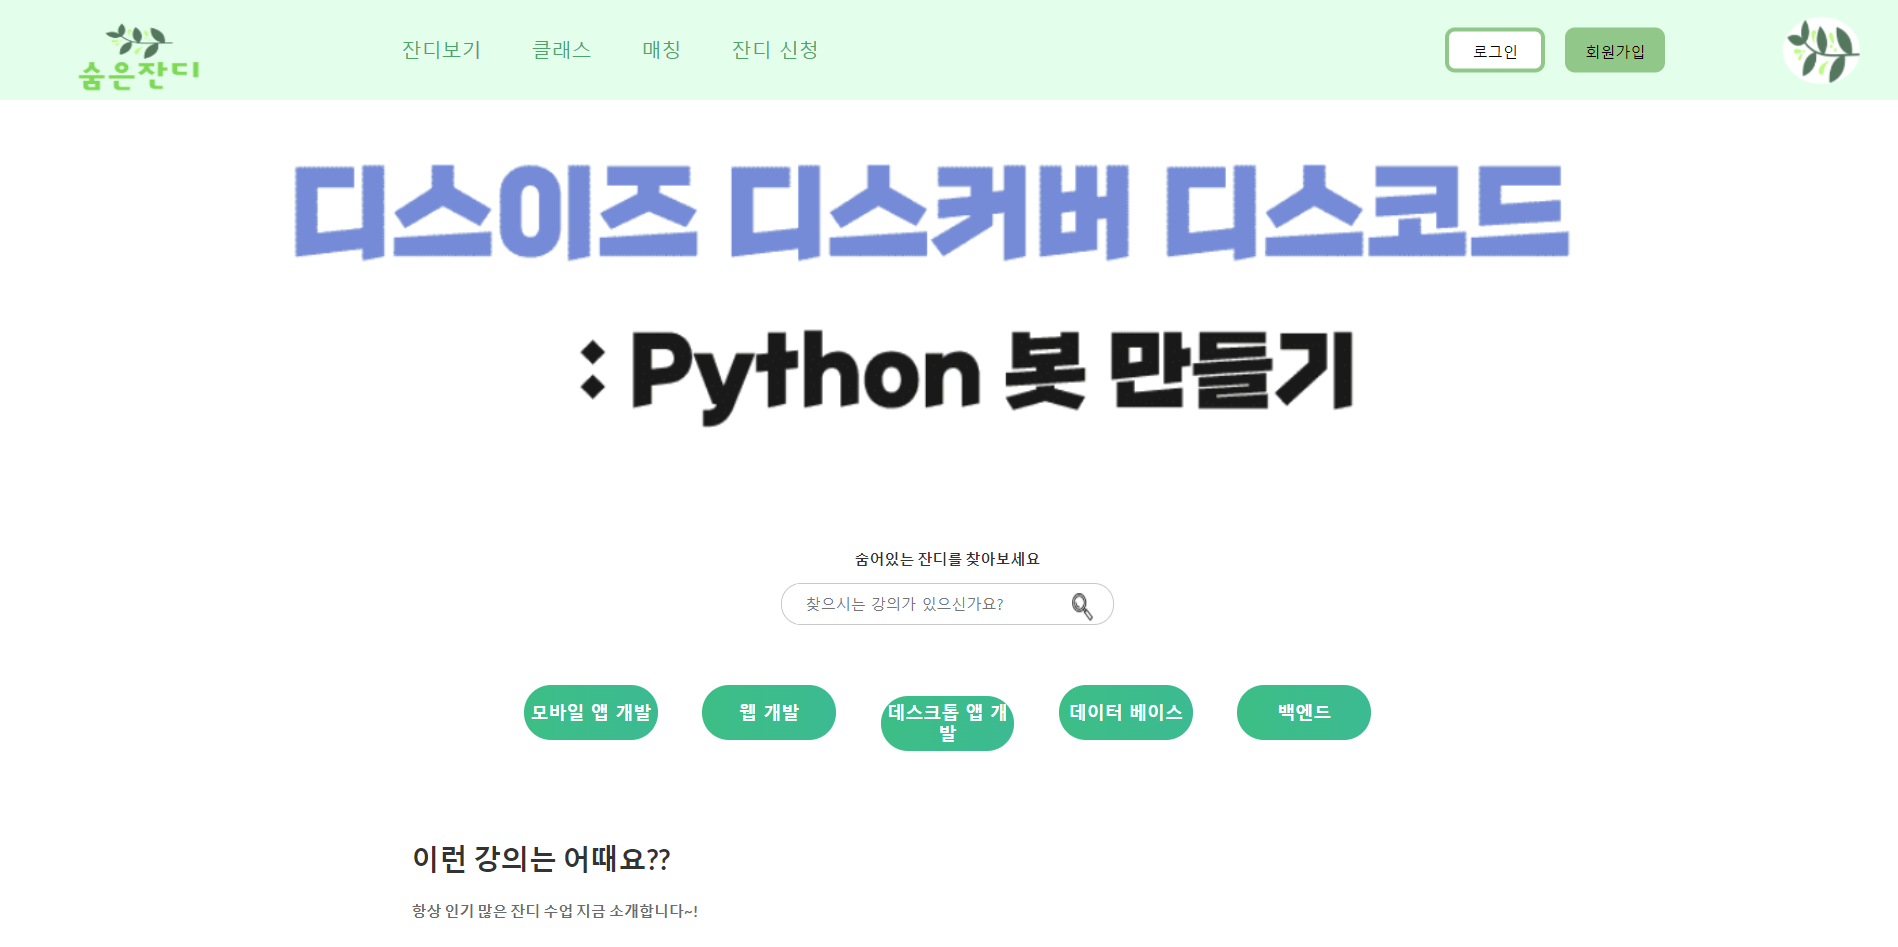 숨은잔디
잔디보기 클래스 매칭 잔디 신청
로그인 회원가입
디스이즈 디스커버 디스코드
: Python 봇 만들기
숨어있는 잔디를 찾아보세요
찾으시는 강의가 있으신가요?
모바일 앱 개발
웹 개발
데스크톱 앱 개
발
데이터 베이스
백엔드
이런 강의는 어때요??
항상 인기 많은 잔디 수업 지금 소개합니다~!